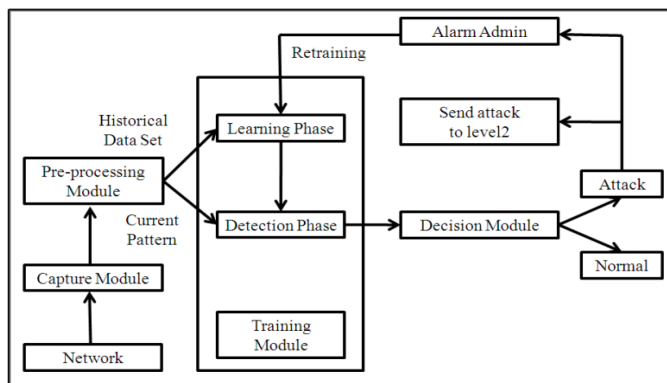 Alarm Admin
Retraining
Historical
Data Set
Learning Phase
Send attack
to level2
Pre-processing
Module
Attack
Current
Pattern
Detection Phase
Decision Module
Capture Module
Normal
Training
Module
Network